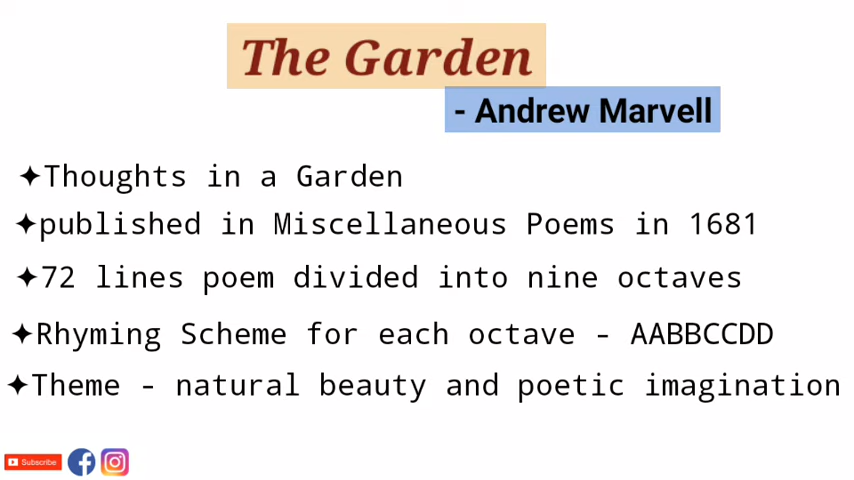 The Garden
- Andrew Marvell
✦Thoughts in a Garden
✦published in Miscellaneous Poems in 1681
✦72 lines poem divided into nine octaves
✦Rhyming Scheme for each octave - AABBCCDD
✦Theme - natural beauty and poetic imagination
Subscribe